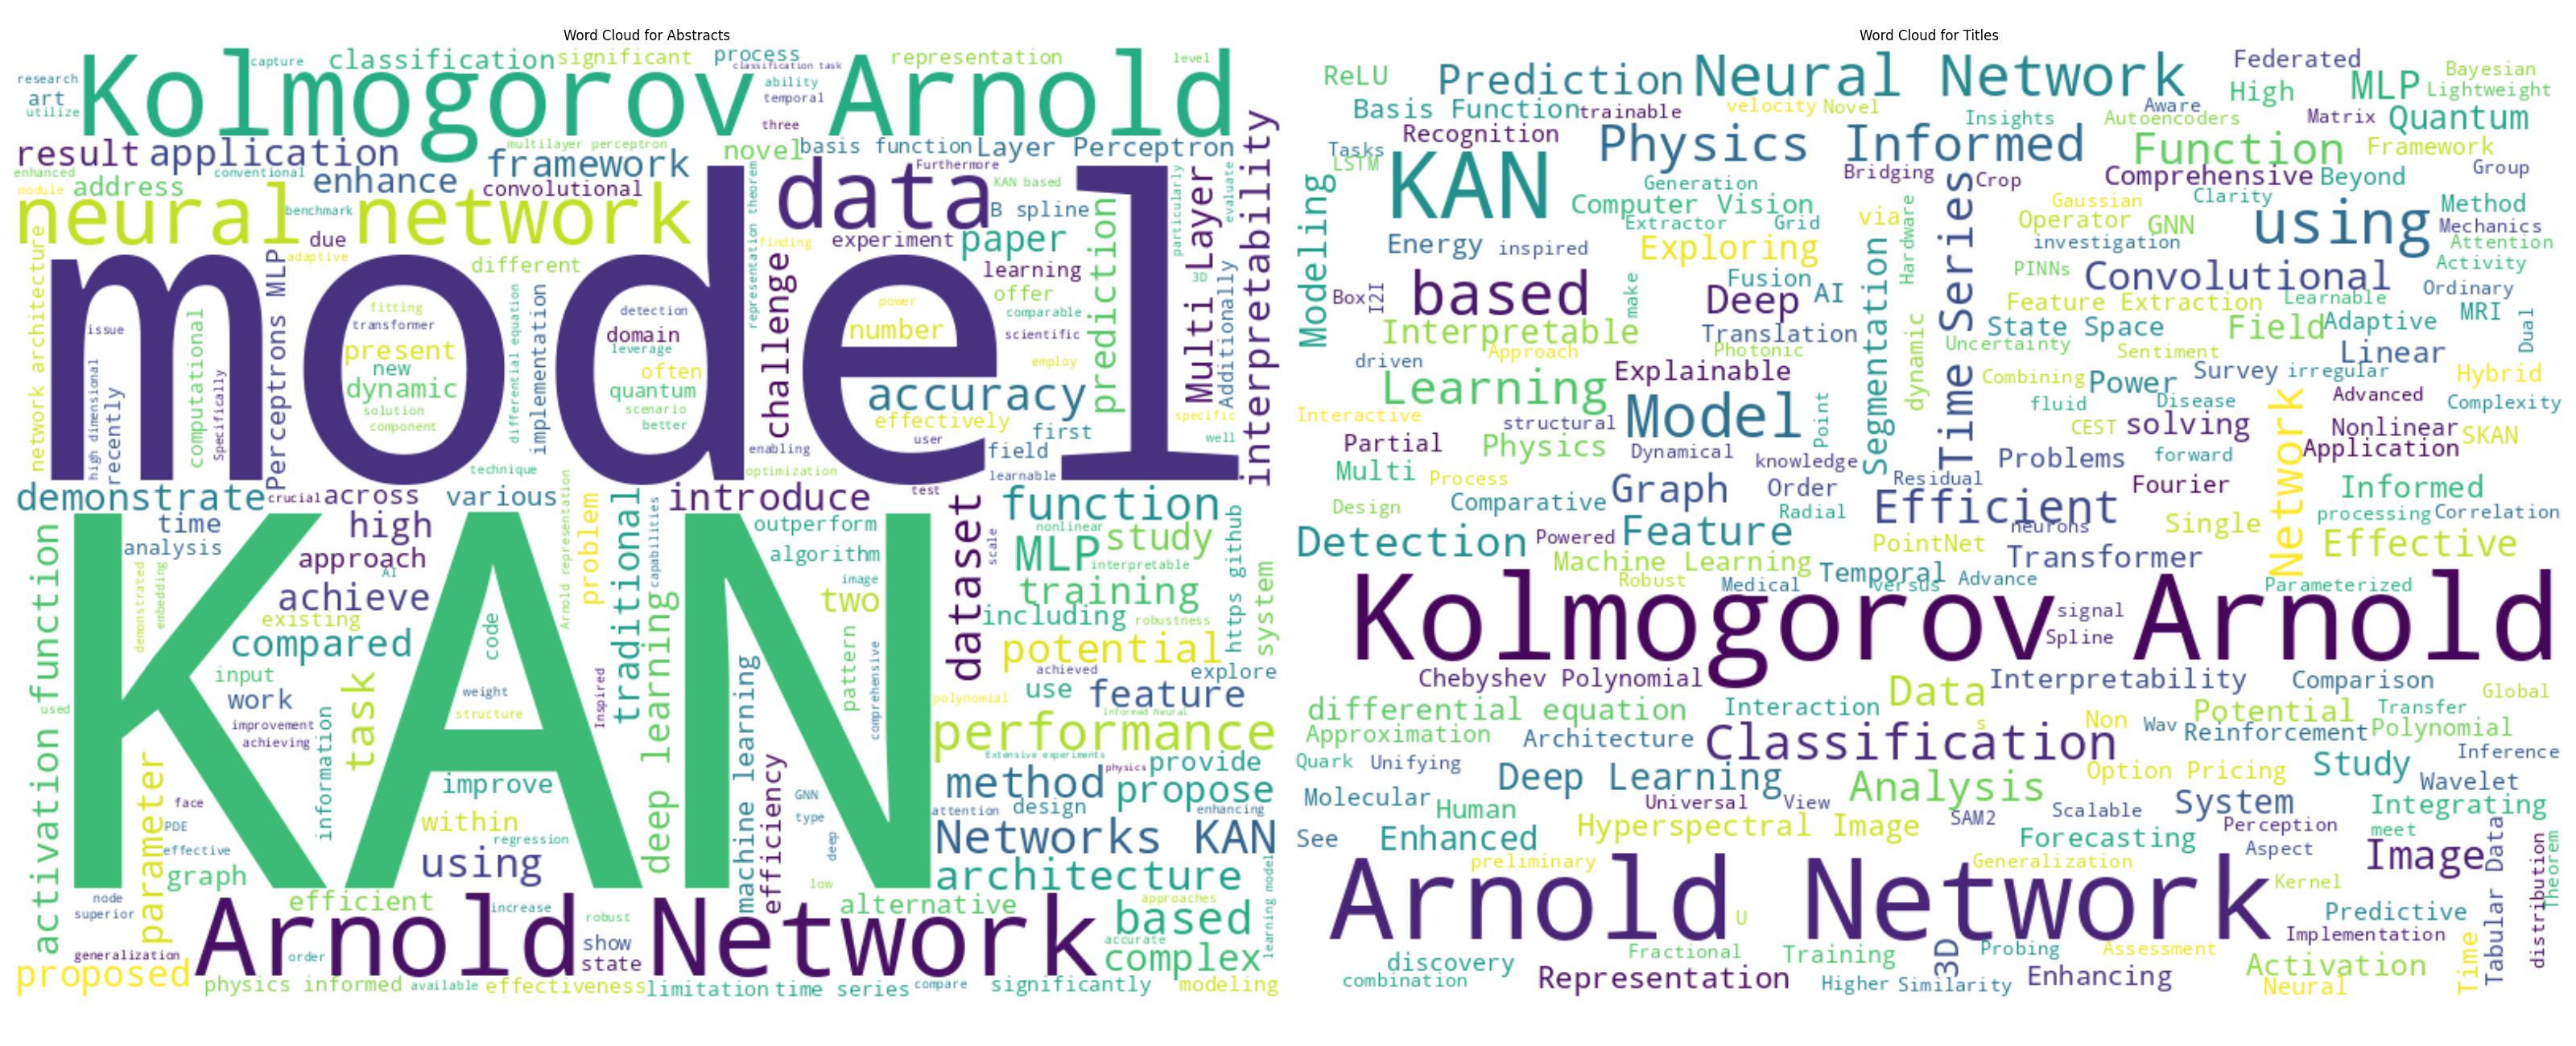 Word Cloud for Abstracts
capture classification significant process representation level
research Kolmogorov Arnold classification task
art ability
utilize temporal
three
result application multilayer perceptron novel basis function Layer Perceptron
enhanced conventional framework Furthermore
module address enhance convolutional data KAN based
neural network benchmark B spline
due finding experiment paper
adaptive different learning
model
network architecture
issue
high dimensional
recently
computational
Specifically
Perceptrons MLP
fitting
transformer
present
new
dynamic
solution
component
differential equation
implementation
technique
detection
domain
leverage
often
quantum
scenario
better
representation theorem
challenge
enabling
optimization
power
number
accuracy
effectively
user
first
field
learnable
offer
comparable
scientific
employ
prediction
particularly
Multi Layer
3D
evaluate
Additionally
interpretability
specific
well
demonstrate crucial across various introduce test
time high outperform
analysis approach algorithm
AI
KAN
activation function
demonstrated
embedding
achieve
existing
compared
input
work
used
improvement
achieving
information
task
code
weight
structure
improve
within
regression
using
Arnold representation
problem
Inspired
traditional
capabilities
deep learning
machine learning
efficiency
image
two
pattern
comprehensive
GNN
type
deep
low
parameter
face
PDE
effective
graph
dataset
scale
function
nonlinear
MLP study
interpretable
training
including robustness
potential
https github
system
achieved explore
polynomial use feature
Informed Neural
performance
Extensive experiments
physics provide
method propose
attention design enhancing
Networks KAN
architecture
learning model
node
superior
efficient increase robust alternative approaches
based
Arnold Network
generalization order show
state
accurate
complex
proposed physics informed available effectiveness limitation time series compare significantly modeling
Word Cloud for Titles
ReLU Prediction Neural Network Federated MLP Bayesian
High Lightweight
Basis Function trainable velocity Novel Aware
Recognition Insights Autoencoders Matrix Quantum
Tasks KAN Physics Informed Function Framework
LSTM Bridging Crop Comprehensive Beyond Group
Modeling Generation Gaussian Clarity Method
Computer Vision via Hardware Operator GNN using Mechanics
Extractor Grid
Energy inspired Exploring investigation Attention
Time Series PINNs Convolutional Activity
Box I2I based make Fusion Deep AI Feature Extraction Learnable Ordinary
Interpretable Translation Segmentation dynamic State Space Field Adaptive MRI Dual
driven Approach Photonic Uncertainty Sentiment Linear
Learning Explainable Combining Power Survey irregular Hybrid
Interactive Model Point fluid Disease Advanced Complexity
structural CEST solving Network Nonlinear SKAN
Partial Physics Dynamical knowledge Problems forward Application
Multi Process Graph Order Residual Fourier Informed
Design Comparative Radial Efficient neurons Single processing Correlation
Detection Powered Feature PointNet Transformer Effective
Machine Learning Temporal Advance
Robust Medical versus Parameterized
Kolmogorov Arnold
signal
Spline
Chebyshev Polynomial Data Interpretability Comparison Global
differential equation Interaction s Non Wav Potential Transfer
Approximation Architecture Classification Reinforcement Polynomial
Quark Unifying Inference
Deep Learning Analysis Option Pricing Study Wavelet
Molecular Human Universal View Scalable System Integrating
See Enhanced Hyperspectral Image SAM2 Forecasting Perception meet
preliminary Generalization Aspect Image Tabular Data distribution Theorem
Arnold Network Kernel
U Predictive
Fractional Training 3D Probing Assessment Implementation
discovery Time
combination Representation Higher Similarity Enhancing Activation
Neural